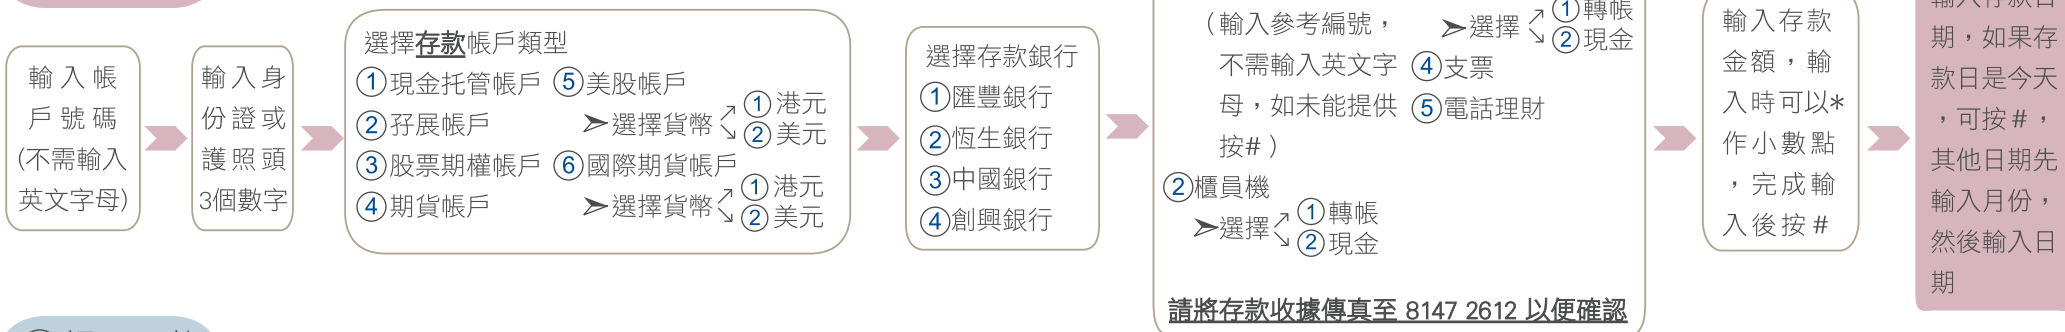 輸入帳
戶號碼
(不需輸入
英文字母)
輸入身
份證或
護照頭
3個數字
選擇存款帳戶類型
①現金托管帳戶
②孖展帳戶
③股票期權帳戶
④期貨帳戶
⑤美股帳戶
➢選擇貨幣
①港元
②美元
⑥國際期貨帳戶
➢選擇貨幣
①港元
②美元
選擇存款銀行
①匯豐銀行
②恆生銀行
③中國銀行
④創興銀行
（輸入參考編號，
不需輸入英文字
母，如未能提供
按#）
②櫃員機
➢選擇
①轉帳
②現金
➢選擇
①轉帳
②現金
④支票
⑤電話理財
請將存款收據傳真至 8147 2612 以便確認
輸入存款
金額，輸
入時可以*
作小數點
，完成輸
入後按#
輸入存款日
期，如果存
款日是今天
，可按#，
其他日期先
輸入月份，
然後輸入日
期